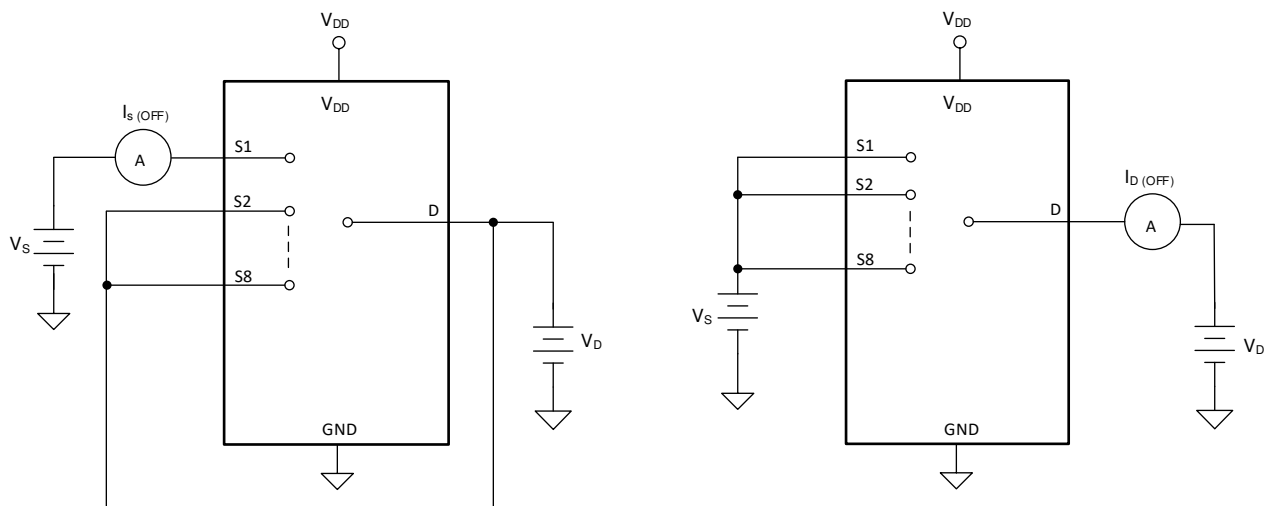 VDD
VDD
Is (OFF)
A
S1
S2
D
S8
VS
VD
GND
VDD
VDD
S1
S2
ID (OFF)
D
A
S8
VS
VD
GND